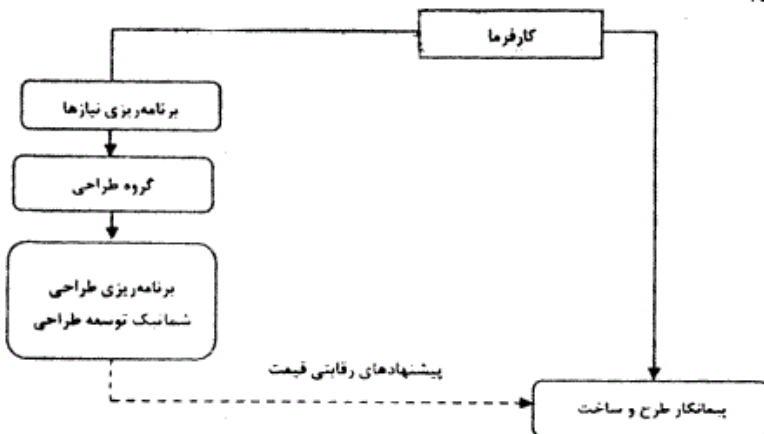 کارفرما
برنامه‌ریزی نیازها
گروه طراحی
برنامه‌ریزی طراحی
شماتیک توسعه طراحی
پیشنهادهای رقابتی قیمت
پیمانکار طرح و ساخت